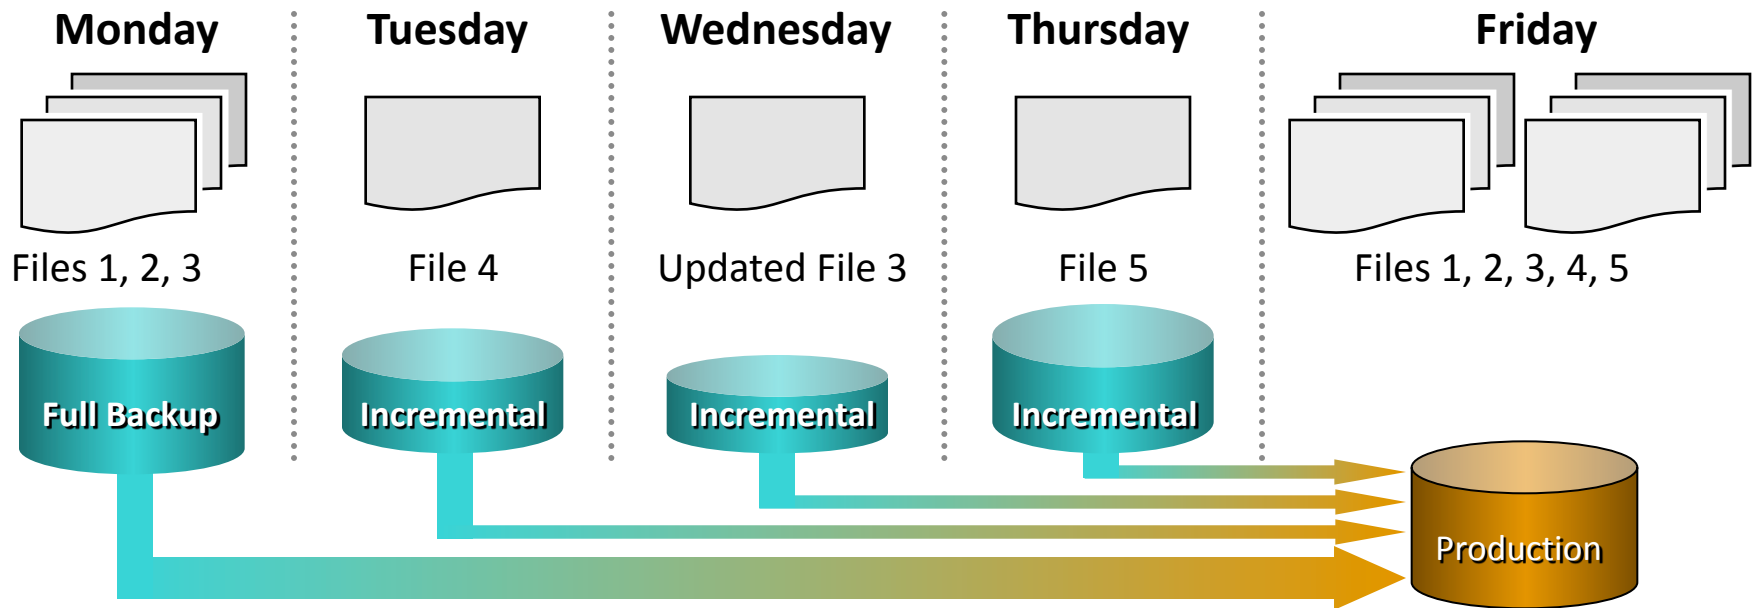 Monday
Tuesday
Wednesday
Thursday
Friday
Files 1, 2, 3
File 4
Updated File 3
File 5
Files 1, 2, 3, 4, 5
Full Backup
Incremental
Incremental
Incremental
Production